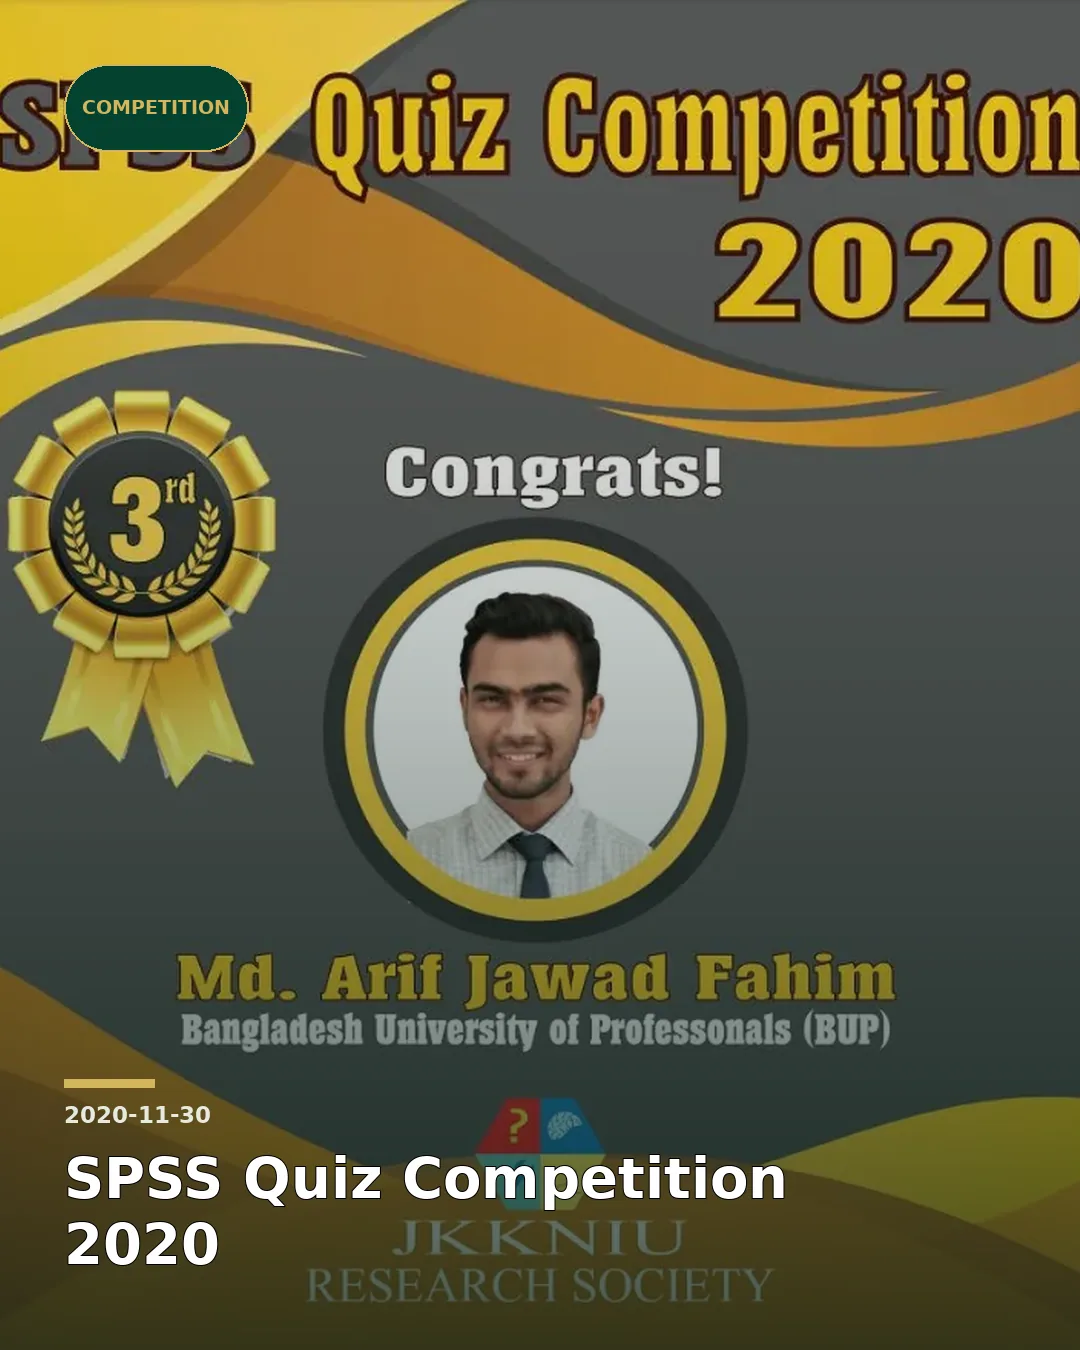 COMPETITION
SPSS Quiz Competition
2020
3rd
Congrats!
Md. Arif Jawad Fahim
Bangladesh University of Professonals (BUP)
2020-11-30
?
SPSS Quiz Competition
2020
JKKNIU
RESEARCH SOCIETY